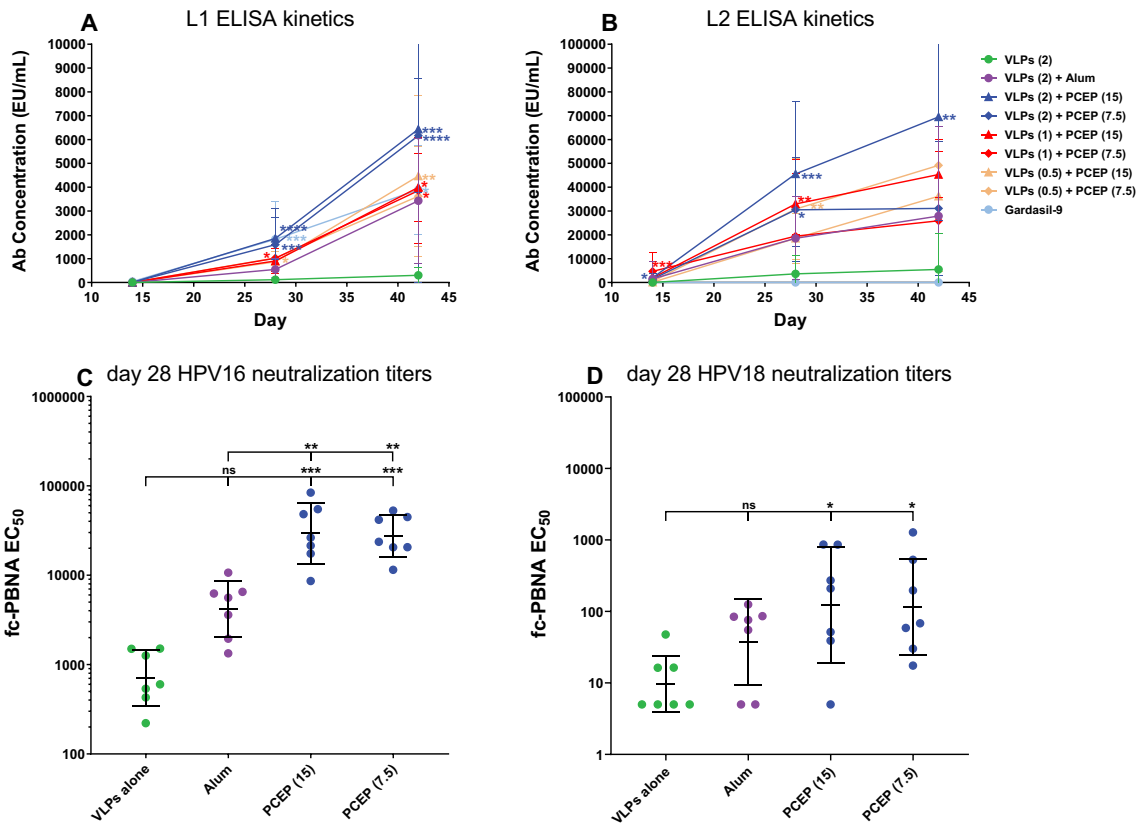 A L1 ELISA kinetics
Ab Concentration (EU/mL)
10000
9000
8000
7000
6000
5000
4000
3000
2000
1000
0
***
****
**
*
*
*
****
***
***
*
*
10 15 20 25 30 35 40 45
Day
B L2 ELISA kinetics
Ab Concentration (EU/mL)
100000
90000
80000
70000
60000
50000
40000
30000
20000
10000
0
**
***
**
**
*
***
*
10 15 20 25 30 35 40 45
Day
VLPs (2)
VLPs (2) + Alum
VLPs (2) + PCEP (15)
VLPs (2) + PCEP (7.5)
VLPs (1) + PCEP (15)
VLPs (1) + PCEP (7.5)
VLPs (0.5) + PCEP (15)
VLPs (0.5) + PCEP (7.5)
Gardasil-9
C day 28 HPV16 neutralization titers
fc-PBNA EC50
1000000
100000
10000
1000
100
** **
ns *** ***
VLPs alone
Alum
PCEP (15)
PCEP (7.5)
D day 28 HPV18 neutralization titers
fc-PBNA EC50
100000
10000
1000
100
10
1
ns * *
VLPs alone
Alum
PCEP (15)
PCEP (7.5)